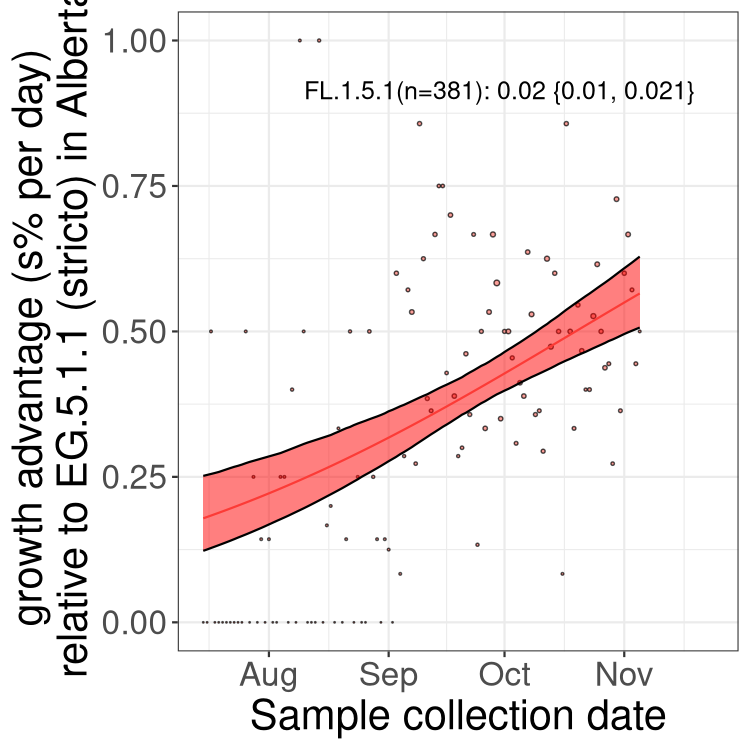 growth advantage (s% per day)
relative to EG.5.1.1 (stricto) in Alberta
1.00
0.75
0.50
0.25
0.00
FL.1.5.1(n=381): 0.02 {0.01, 0.021}
Aug Sep Oct Nov
Sample collection date